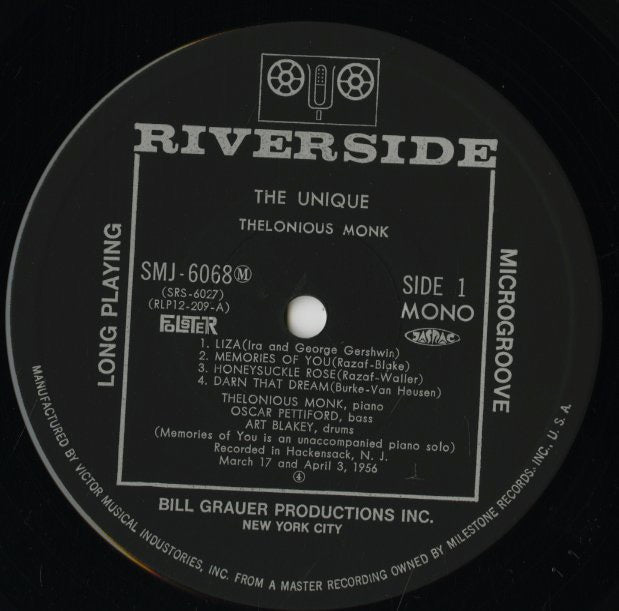 RIVERSIDE
THE UNIQUE
THELONIOUS MONK
LONG PLAYING
MICROGROOVE
SMJ-6068 Ⓜ
(SRS-6027)
(RLP12-209-A)
SIDE 1
MONO
JASRAC
1. LIZA(Ira and George Gershwin)
2. MEMORIES OF YOU(Razaf-Blake)
3. HONEYSUCKLE ROSE(Razaf-Waller)
4. DARN THAT DREAM(Burke-Van Heusen)
THELONIOUS MONK, piano
OSCAR PETTIFORD, bass
ART BLAKEY, drums
(Memories of You is an unaccompanied piano solo)
Recorded in Hackensack, N. J.
March 17 and April 3, 1956
④
BILL GRAUER PRODUCTIONS INC.
NEW YORK CITY
MANUFACTURED BY VICTOR MUSICAL INDUSTORIES, INC. FROM A MASTER RECORDING OWNED BY MILESTONE RECORDS, INC., U. S. A.